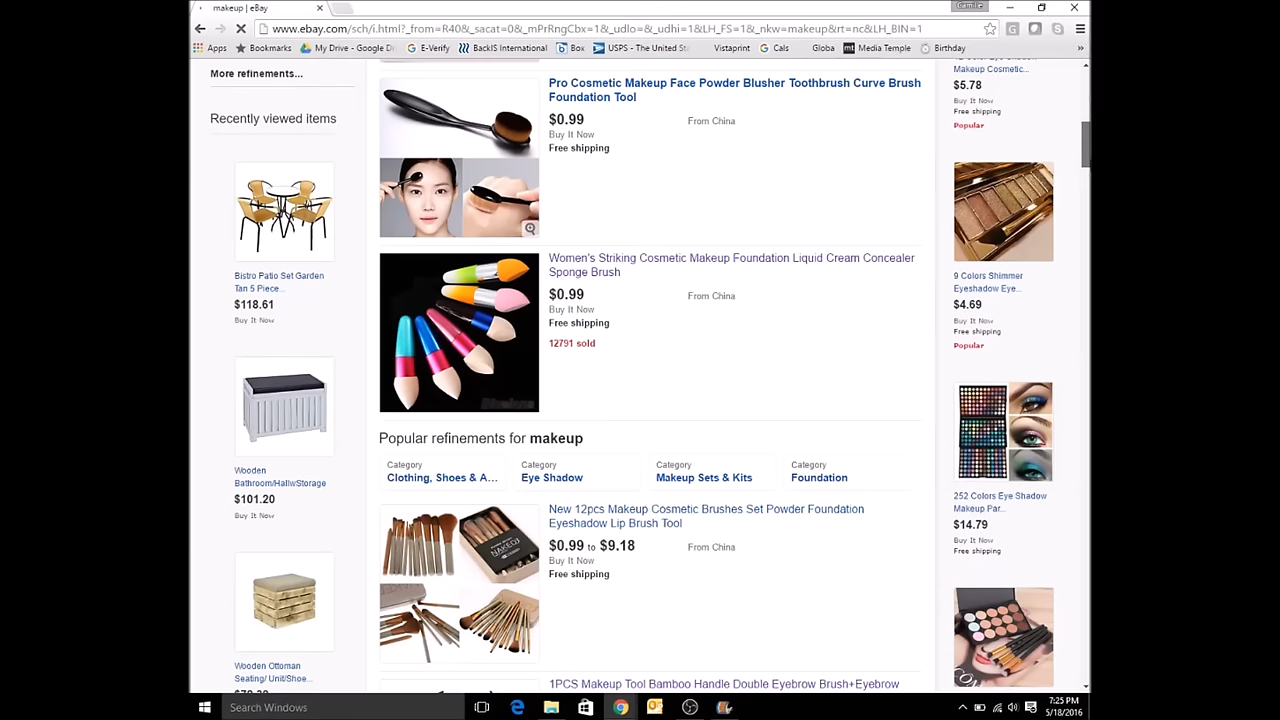 makeup | eBay
Camille
www.ebay.com/sch/i.html?_from=R40&_sacat=0&_mPrRngCbx=1&_udlo=&_udhi=1&LH_FS=1&_nkw=makeup&rt=nc&LH_BIN=1
Apps
Bookmarks
My Drive - Google D
E-Verify
BackIS International
Box
USPS - The United St
Vistaprint
Cals
Globa
Media Temple
Birthday
More refinements...
Recently viewed items
Bistro Patio Set Garden
Tan 5 Piece...
$118.61
Buy It Now
Wooden
Bathroom/HallwStorage
$101.20
Buy It Now
Wooden Ottoman
Seating/ Unit/Shoe...
Pro Cosmetic Makeup Face Powder Blusher Toothbrush Curve Brush
Foundation Tool
$0.99
From China
Buy It Now
Free shipping
Women's Striking Cosmetic Makeup Foundation Liquid Cream Concealer
Sponge Brush
$0.99
From China
Buy It Now
Free shipping
12791 sold
Popular refinements for makeup
Category
Clothing, Shoes & A...
Category
Eye Shadow
Category
Makeup Sets & Kits
Category
Foundation
New 12pcs Makeup Cosmetic Brushes Set Powder Foundation
Eyeshadow Lip Brush Tool
$0.99 to $9.18
From China
Buy It Now
Free shipping
NAKED
1PCS Makeup Tool Bamboo Handle Double Eyebrow Brush+Eyebrow
Makeup Cosmetic...
$5.78
Buy It Now
Free shipping
Popular
9 Colors Shimmer
Eyeshadow Eye...
$4.69
Buy It Now
Free shipping
Popular
252 Colors Eye Shadow
Makeup Par...
$14.79
Buy It Now
Free shipping
Search Windows
7:25 PM
5/18/2016